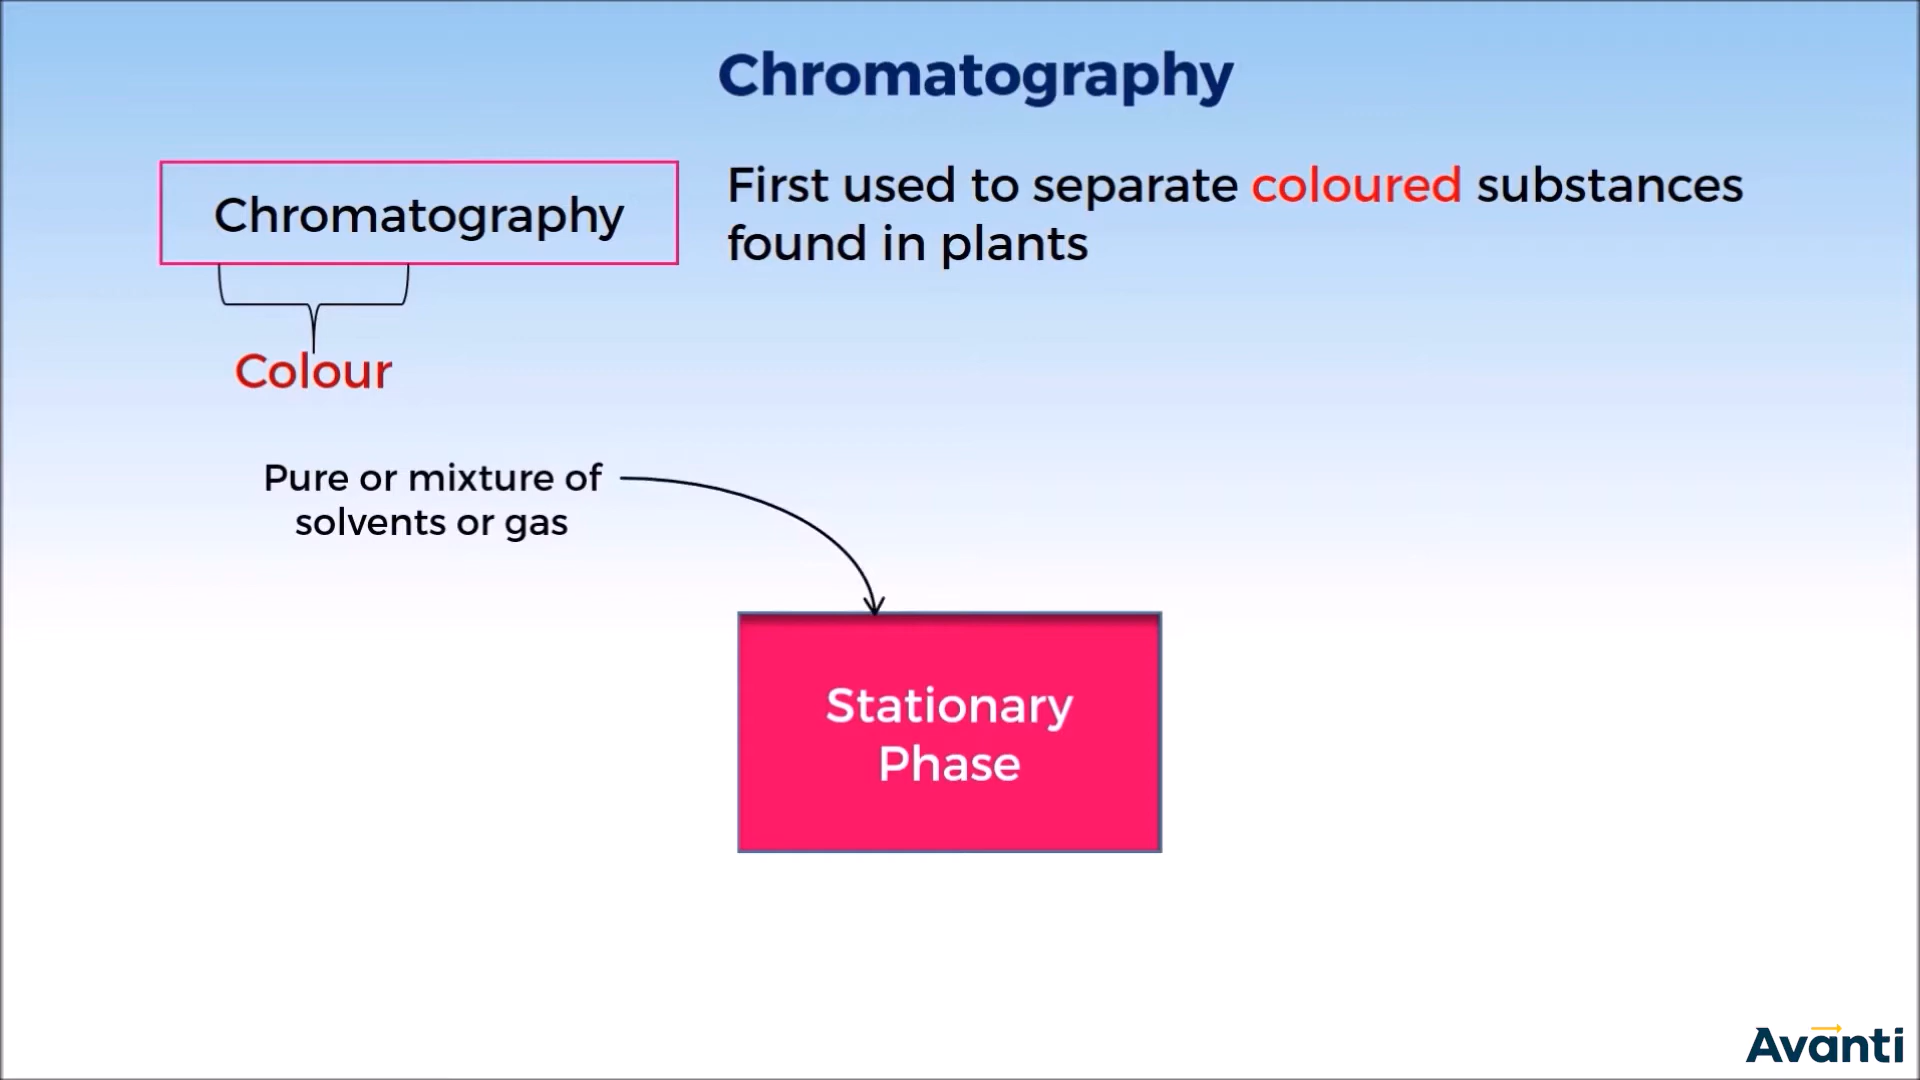 Chromatography
Chromatography
First used to separate coloured substances
found in plants
Colour
Pure or mixture of
solvents or gas
Stationary
Phase
Avanti